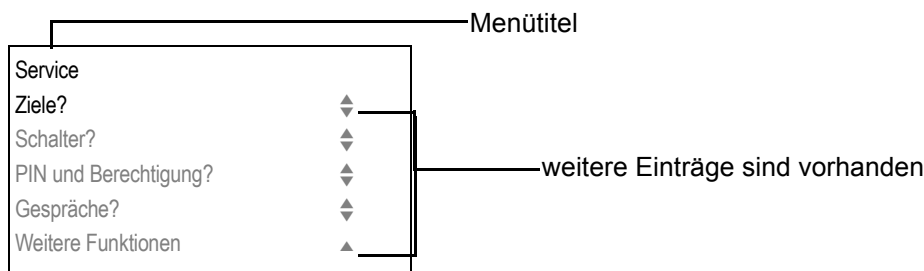 Menütitel
Service
Ziele?
Schalter?
PIN und Berechtigung?
Gespräche?
Weitere Funktionen
weitere Einträge sind vorhanden